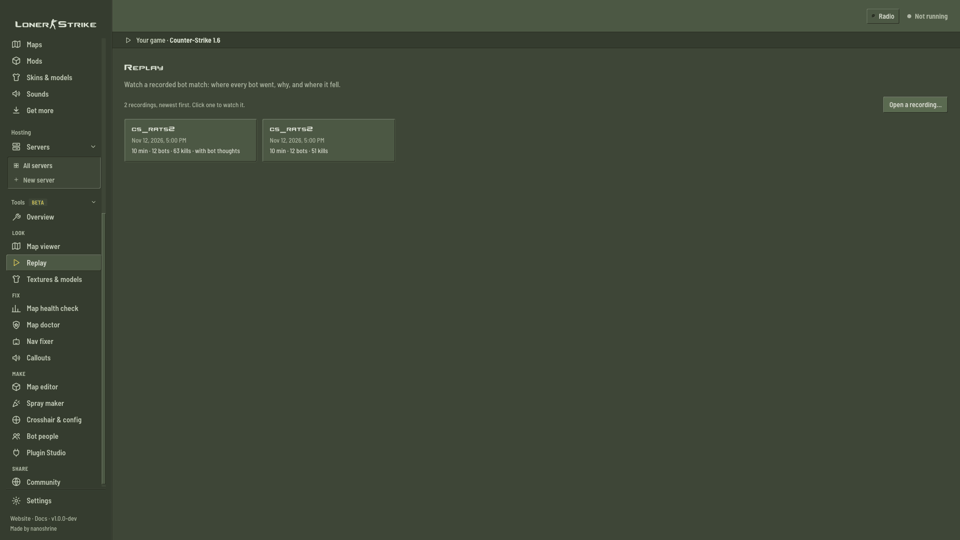 LONER STRIKE
Maps
Mods
Skins & models
Sounds
Get more
Hosting
Servers
All servers
New server
Tools BETA
Overview
LOOK
Map viewer
Replay
Textures & models
FIX
Map health check
Map doctor
Nav fixer
Callouts
MAKE
Map editor
Spray maker
Crosshair & config
Bot people
Plugin Studio
SHARE
Community
Settings
Website · Docs · v1.0.0-dev
Made by nanoshrine
Radio
Not running
Your game · Counter-Strike 1.6
Replay
Watch a recorded bot match: where every bot went, why, and where it fell.
2 recordings, newest first. Click one to watch it.
Open a recording...
cs_rats2
Nov 12, 2026, 5:00 PM
10 min · 12 bots · 63 kills · with bot thoughts
cs_rats2
Nov 12, 2026, 5:00 PM
10 min · 12 bots · 51 kills